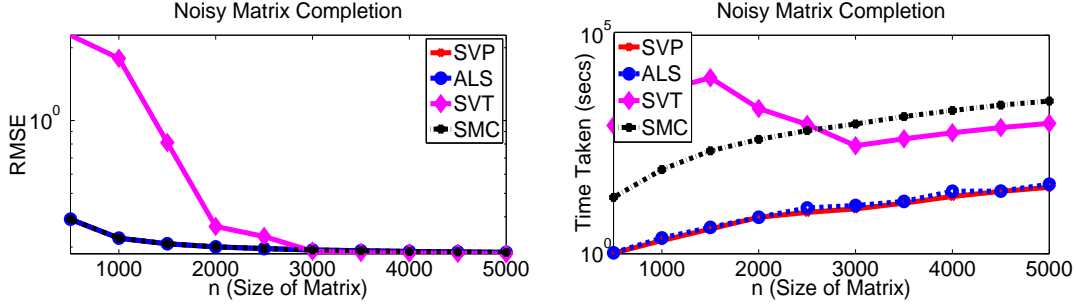 Noisy Matrix Completion
RMSE
10^0
SVP
ALS
SVT
SMC
1000 2000 3000 4000 5000
n (Size of Matrix)
Noisy Matrix Completion
Time Taken (secs)
10^5
10^0
SVP
ALS
SVT
SMC
1000 2000 3000 4000 5000
n (Size of Matrix)